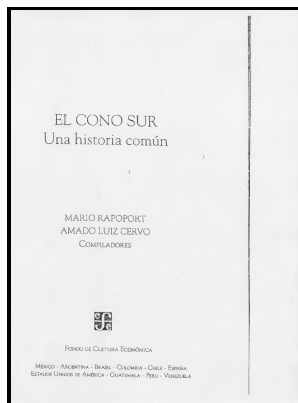 EL CONO SUR
Una historia común
MARIO RAPOPORT
AMADO LUIZ CERVO
COMPILADORES
FONDO DE CULTURA ECONÓMICA
MÉXICO - ARGENTINA - BRASIL - COLOMBIA - CHILE - ESPAÑA
ESTADOS UNIDOS DE AMÉRICA - GUATEMALA - PERÚ - VENEZUELA